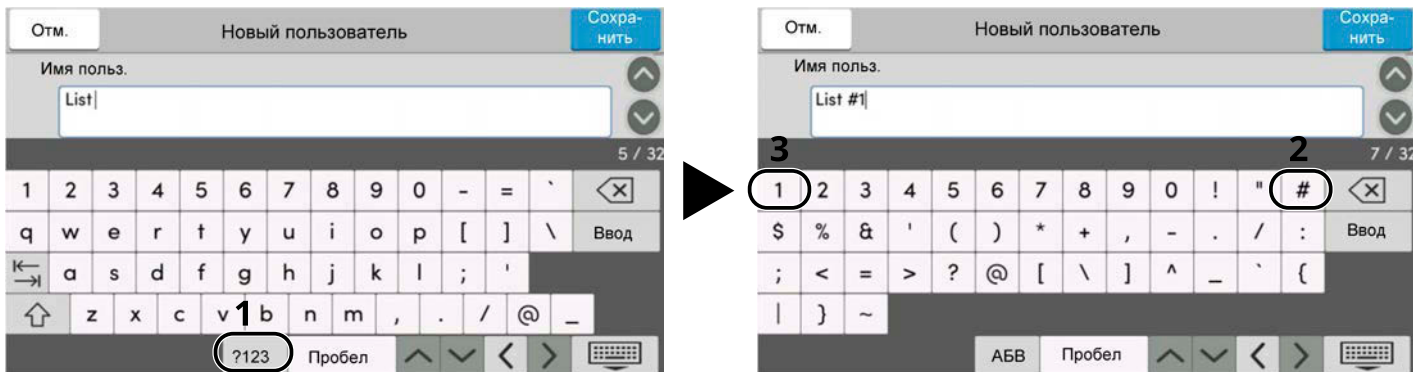 Отм.
Новый пользователь
Сохра-
нить
Имя польз.
List
5 / 32
1 2 3 4 5 6 7 8 9 0 - = `
q w e r t y u i o p [ ] \ Ввод
a s d f g h j k l ; '
z x c v b n m , . / @ _
1
?123 Пробел
Отм.
Новый пользователь
Сохра-
нить
Имя польз.
List #1
3 2 7 / 32
1 2 3 4 5 6 7 8 9 0 ! " #
$ % & ' ( ) * + , - . / : Ввод
; < = > ? @ [ \ ] ^ _ ` {
| } ~
АБВ Пробел